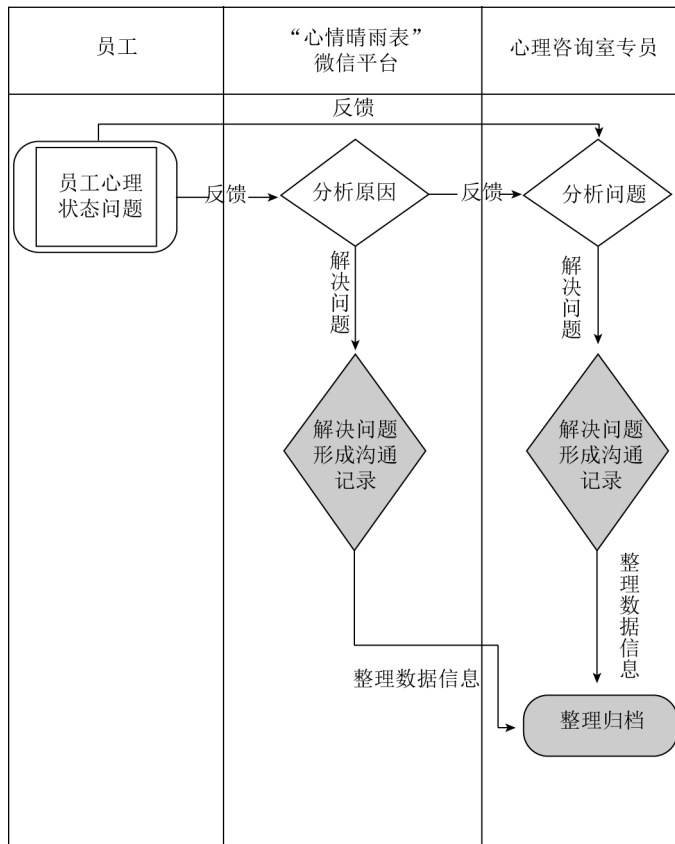 员工
“心情晴雨表”
微信平台
心理咨询室专员
反馈
员工心理
状态问题
反馈
分析原因
反馈
分析问题
解决问题
解决问题
解决问题
形成沟通
记录
解决问题
形成沟通
记录
整理数据信息
整理数据信息
整理归档